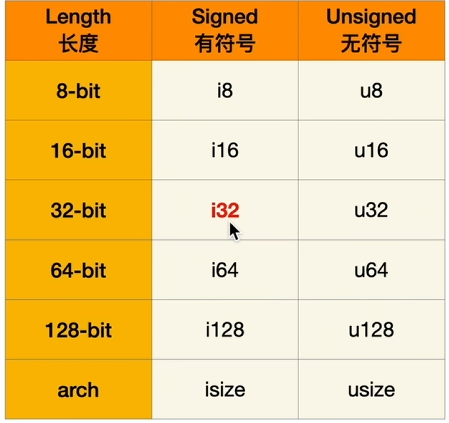 Length Signed Unsigned
长度 有符号 无符号
8-bit i8 u8
16-bit i16 u16
32-bit i32 u32
64-bit i64 u64
128-bit i128 u128
arch isize usize